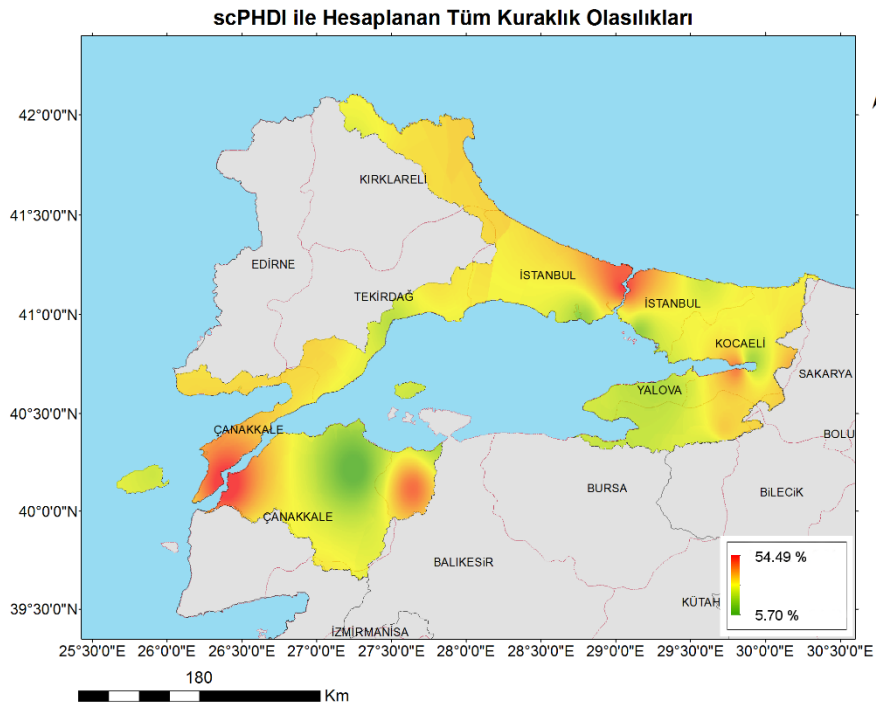 scPHDI ile Hesaplanan Tüm Kuraklık Olasılıkları
42°0'0"N
41°30'0"N
41°0'0"N
40°30'0"N
40°0'0"N
39°30'0"N
KIRKLARELİ
EDİRNE
İSTANBUL
TEKİRDAĞ
İSTANBUL
KOCAELİ
SAKARYA
YALOVA
ÇANAKKALE
BOLU
BURSA
BİLECİK
ÇANAKKALE
BALIKESİR
KÜTAH
İZMİRMANİSA
54.49 %
5.70 %
25°30'0"E
26°0'0"E
26°30'0"E
27°0'0"E
27°30'0"E
28°0'0"E
28°30'0"E
29°0'0"E
29°30'0"E
30°0'0"E
30°30'0"E
180
Km